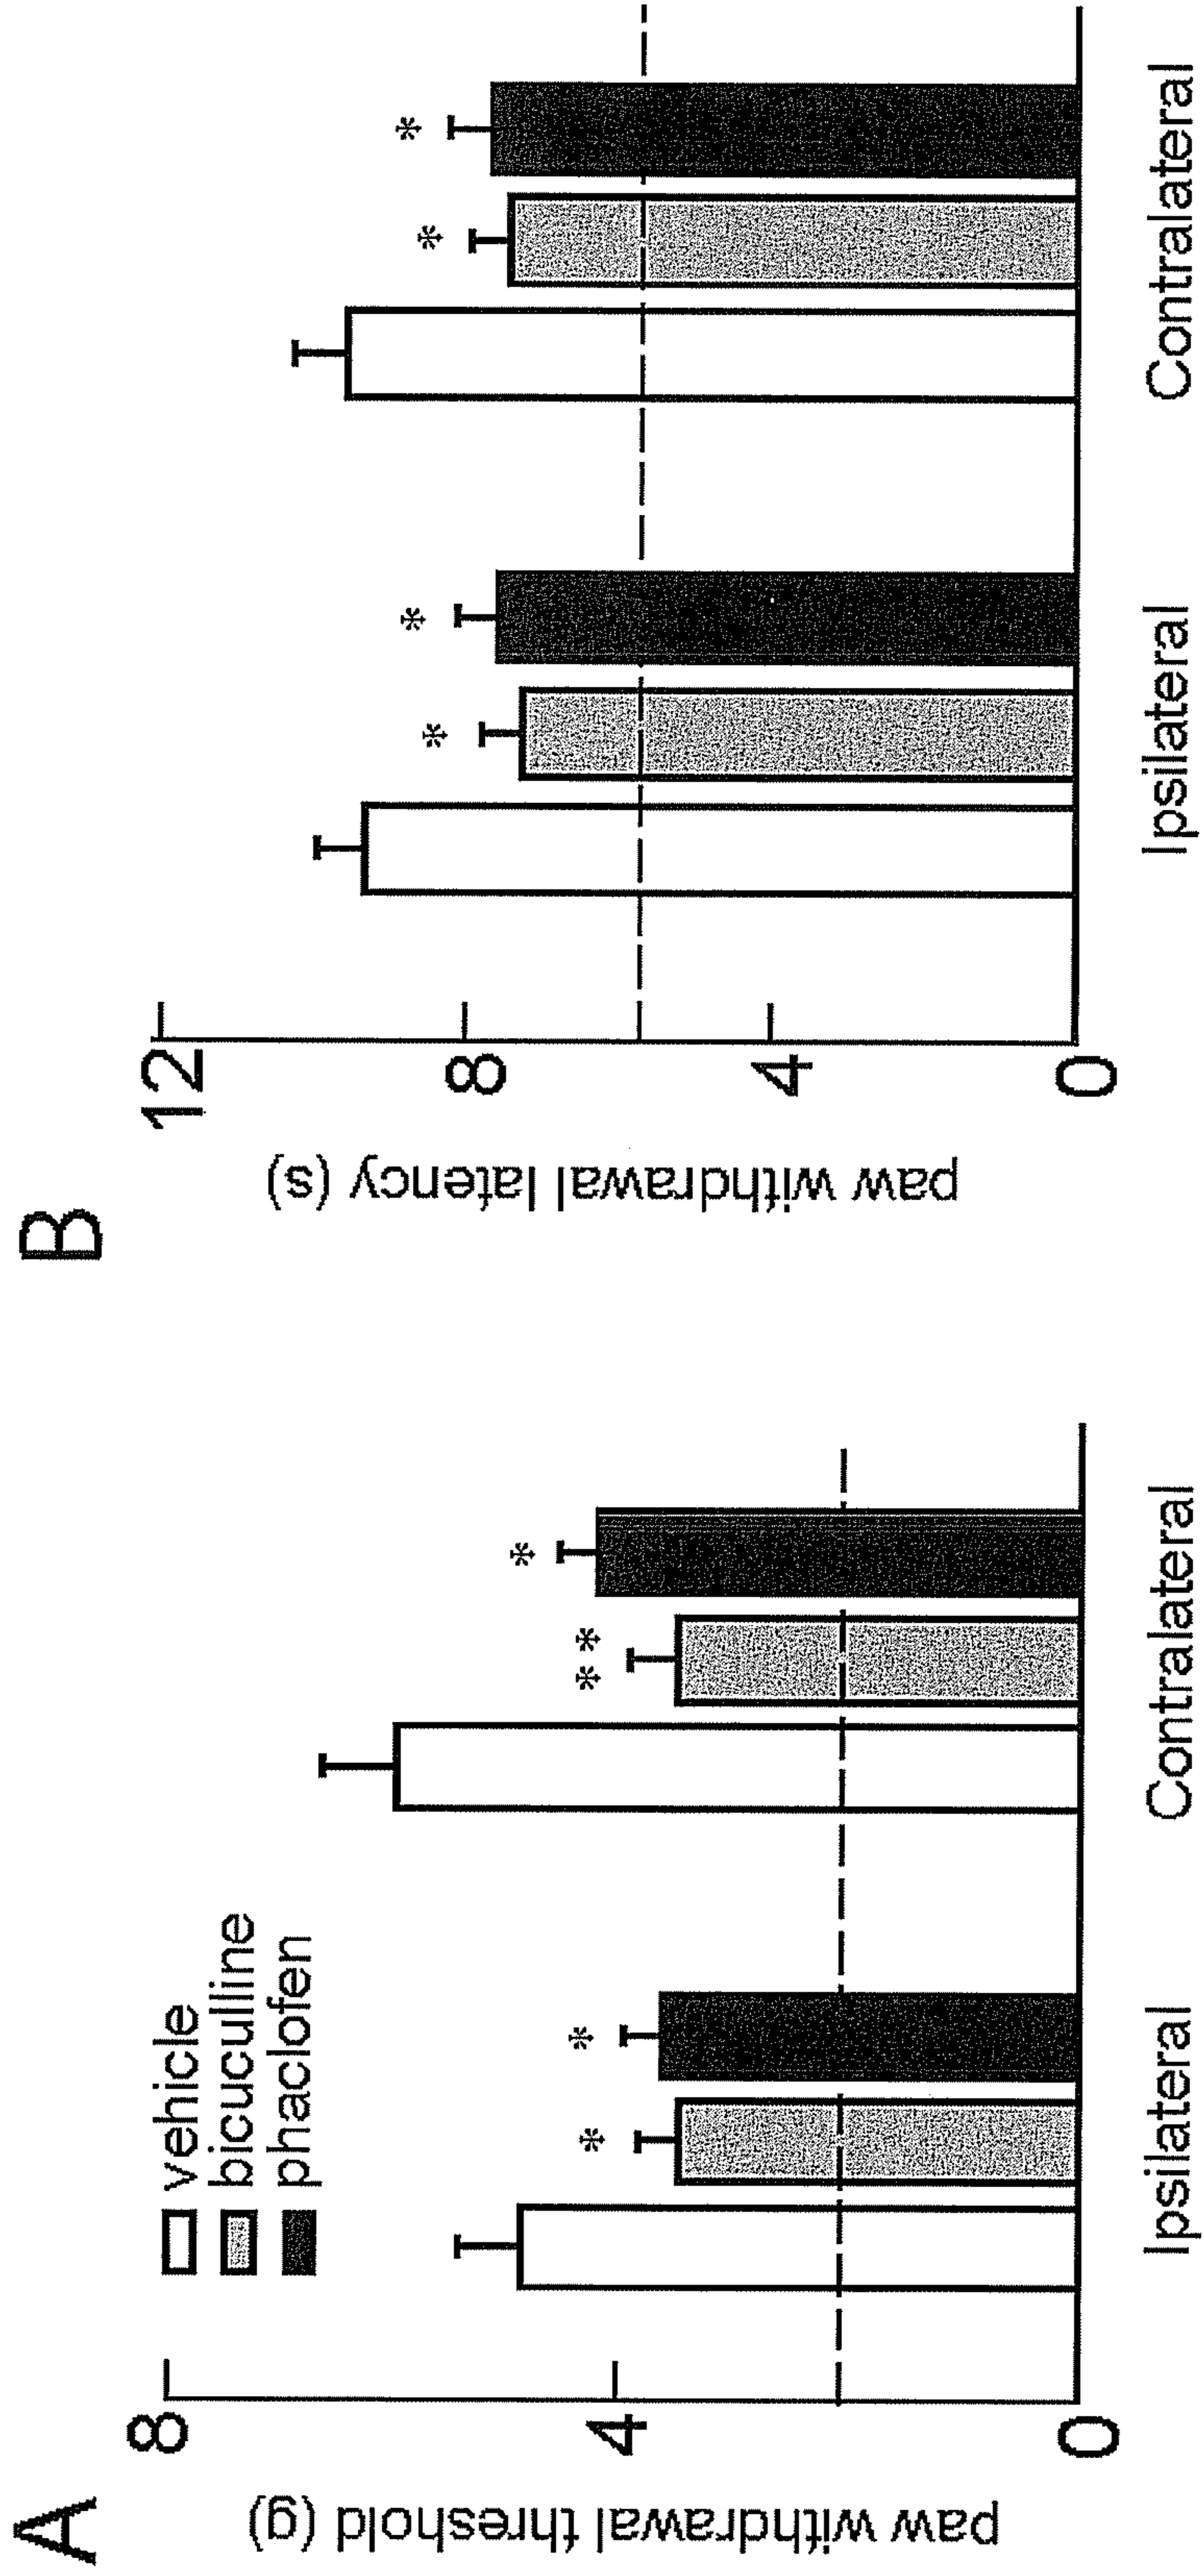 A
paw withdrawal threshold (g)
8
4
0
vehicle
bicuculline
phaclofen
*
*
**
*
Ipsilateral
Contralateral
B
paw withdrawal latency (s)
12
8
4
0
*
*
*
*
Ipsilateral
Contralateral